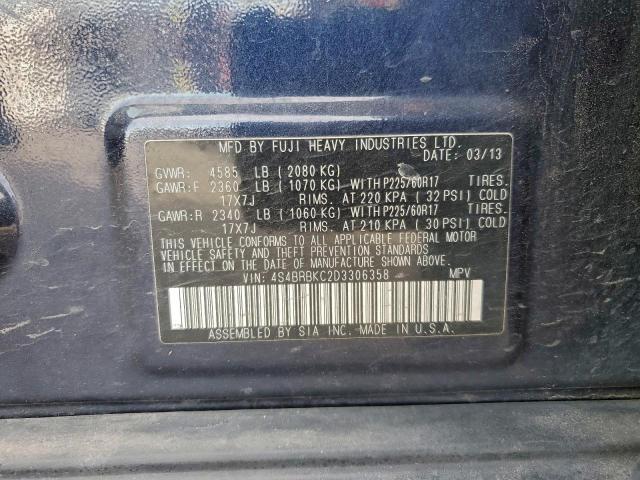 MFD BY FUJI HEAVY INDUSTRIES LTD.
DATE: 03/13
GVWR: 4585 LB (2080 KG)
GAWR:F 2360 LB (1070 KG) WITH P225/60R17 TIRES.
17X7J RIMS. AT 220 KPA (32 PSI) COLD
GAWR:R 2340 LB (1060 KG) WITH P225/60R17 TIRES.
17X7J RIMS. AT 210 KPA (30 PSI) COLD
THIS VEHICLE CONFORMS TO ALL APPLICABLE FEDERAL MOTOR
VEHICLE SAFETY AND THEFT PREVENTION STANDARDS
IN EFFECT ON THE DATE OF MANUFACTURE SHOWN ABOVE.
VIN: 4S4BRBKC2D3306358 MPV
ASSEMBLED BY SIA INC. MADE IN U.S.A.